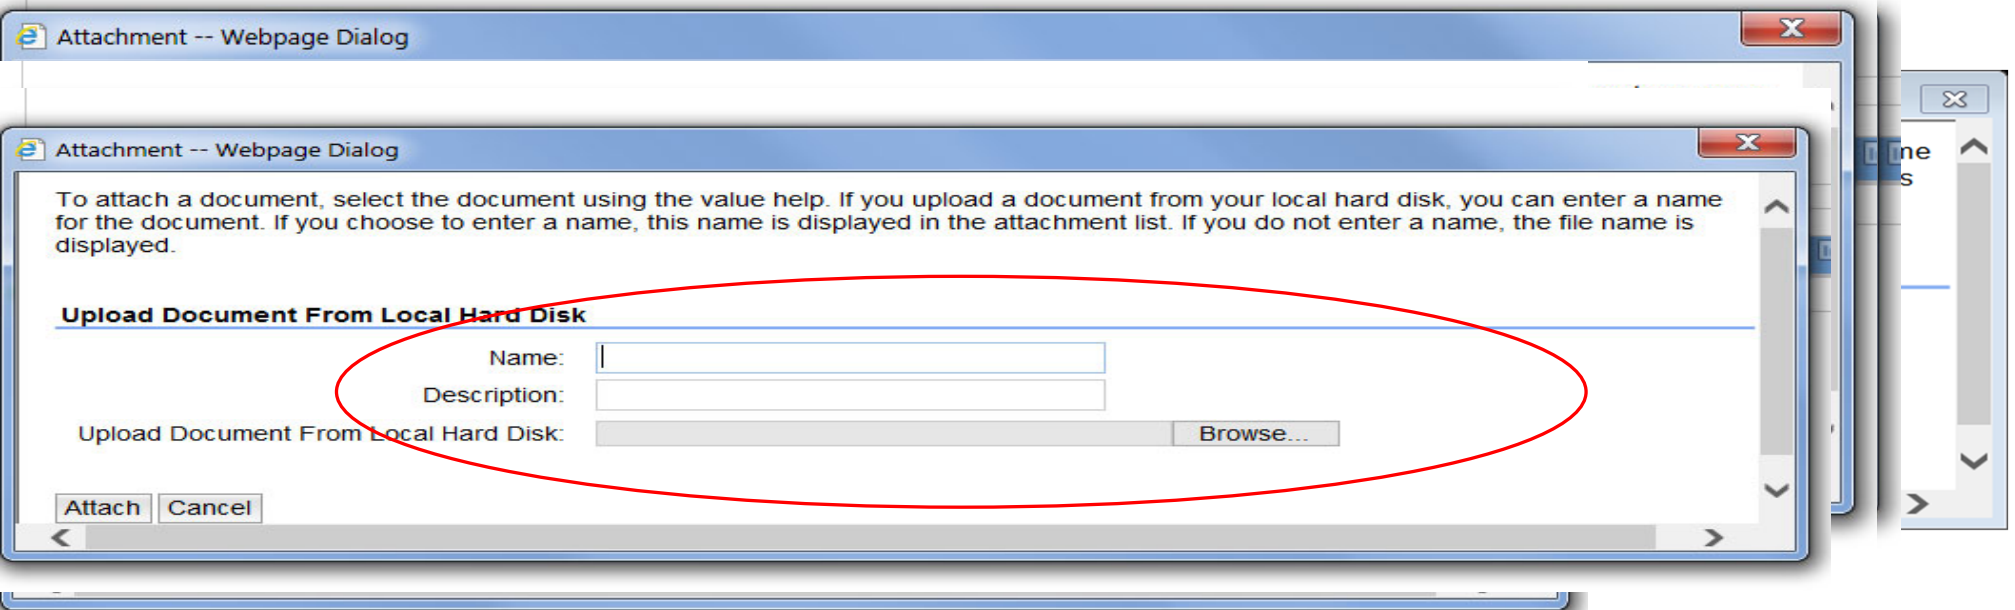 Attachment -- Webpage Dialog
Attachment -- Webpage Dialog
To attach a document, select the document using the value help. If you upload a document from your local hard disk, you can enter a name
for the document. If you choose to enter a name, this name is displayed in the attachment list. If you do not enter a name, the file name is
displayed.
Upload Document From Local Hard Disk
Name:
Description:
Upload Document From Local Hard Disk:
Browse...
Attach Cancel